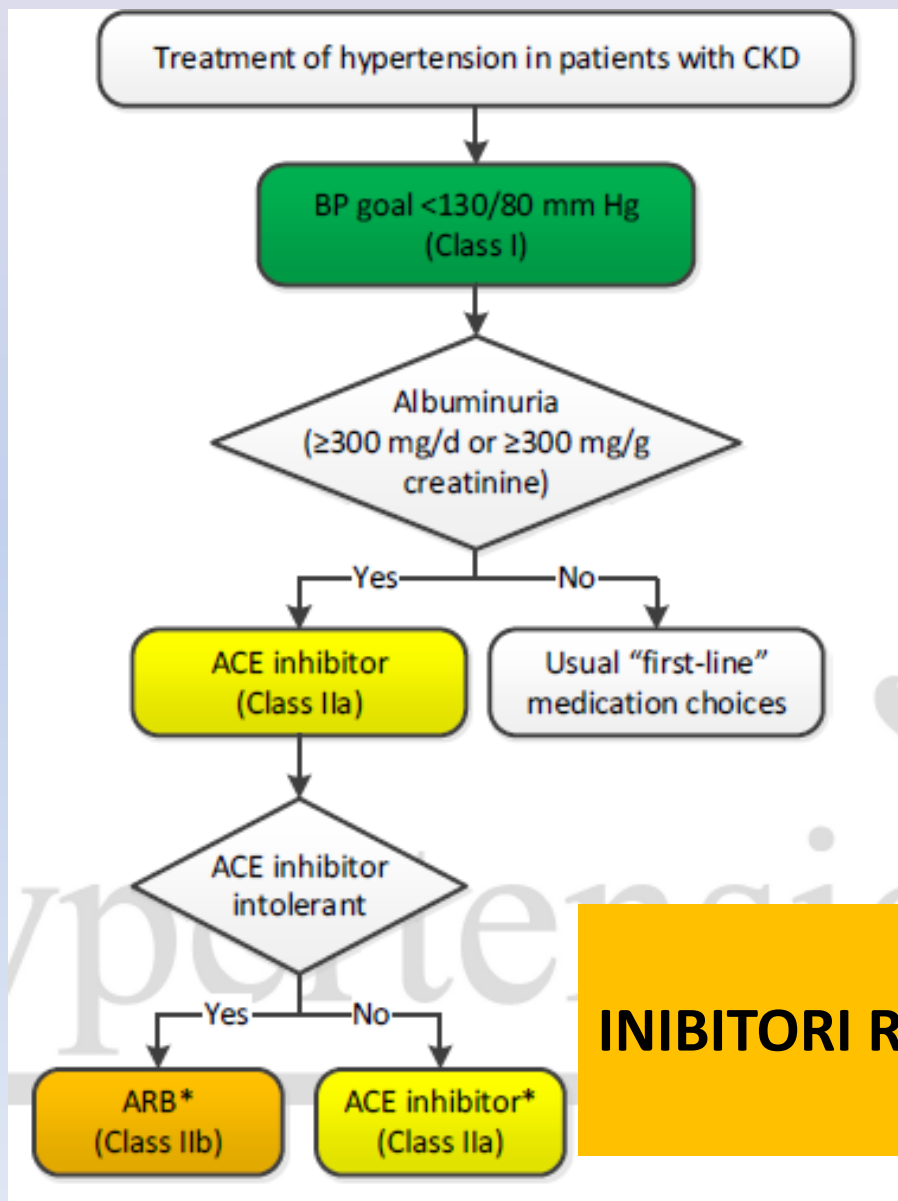 Treatment of hypertension in patients with CKD
BP goal <130/80 mm Hg
(Class I)
Albuminuria
(≥300 mg/d or ≥300 mg/g
creatinine)
Yes
No
ACE inhibitor
(Class IIa)
Usual “first-line”
medication choices
ACE inhibitor
intolerant
Yes
No
ARB*
(Class IIb)
ACE inhibitor*
(Class IIa)
INIBITORI R